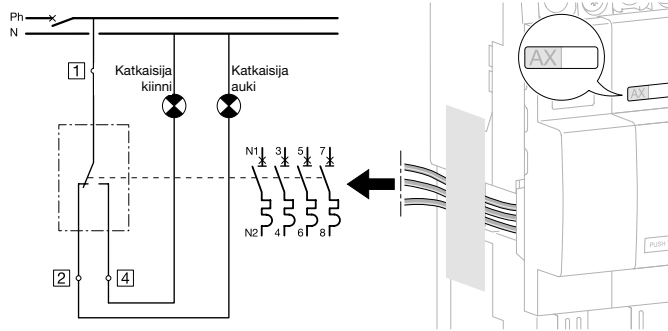 Ph
N
1
Katkaisija
kiinni
Katkaisija
auki
N1 3 5 7
N2 4 6 8
2
4
AX
AX
PUSH